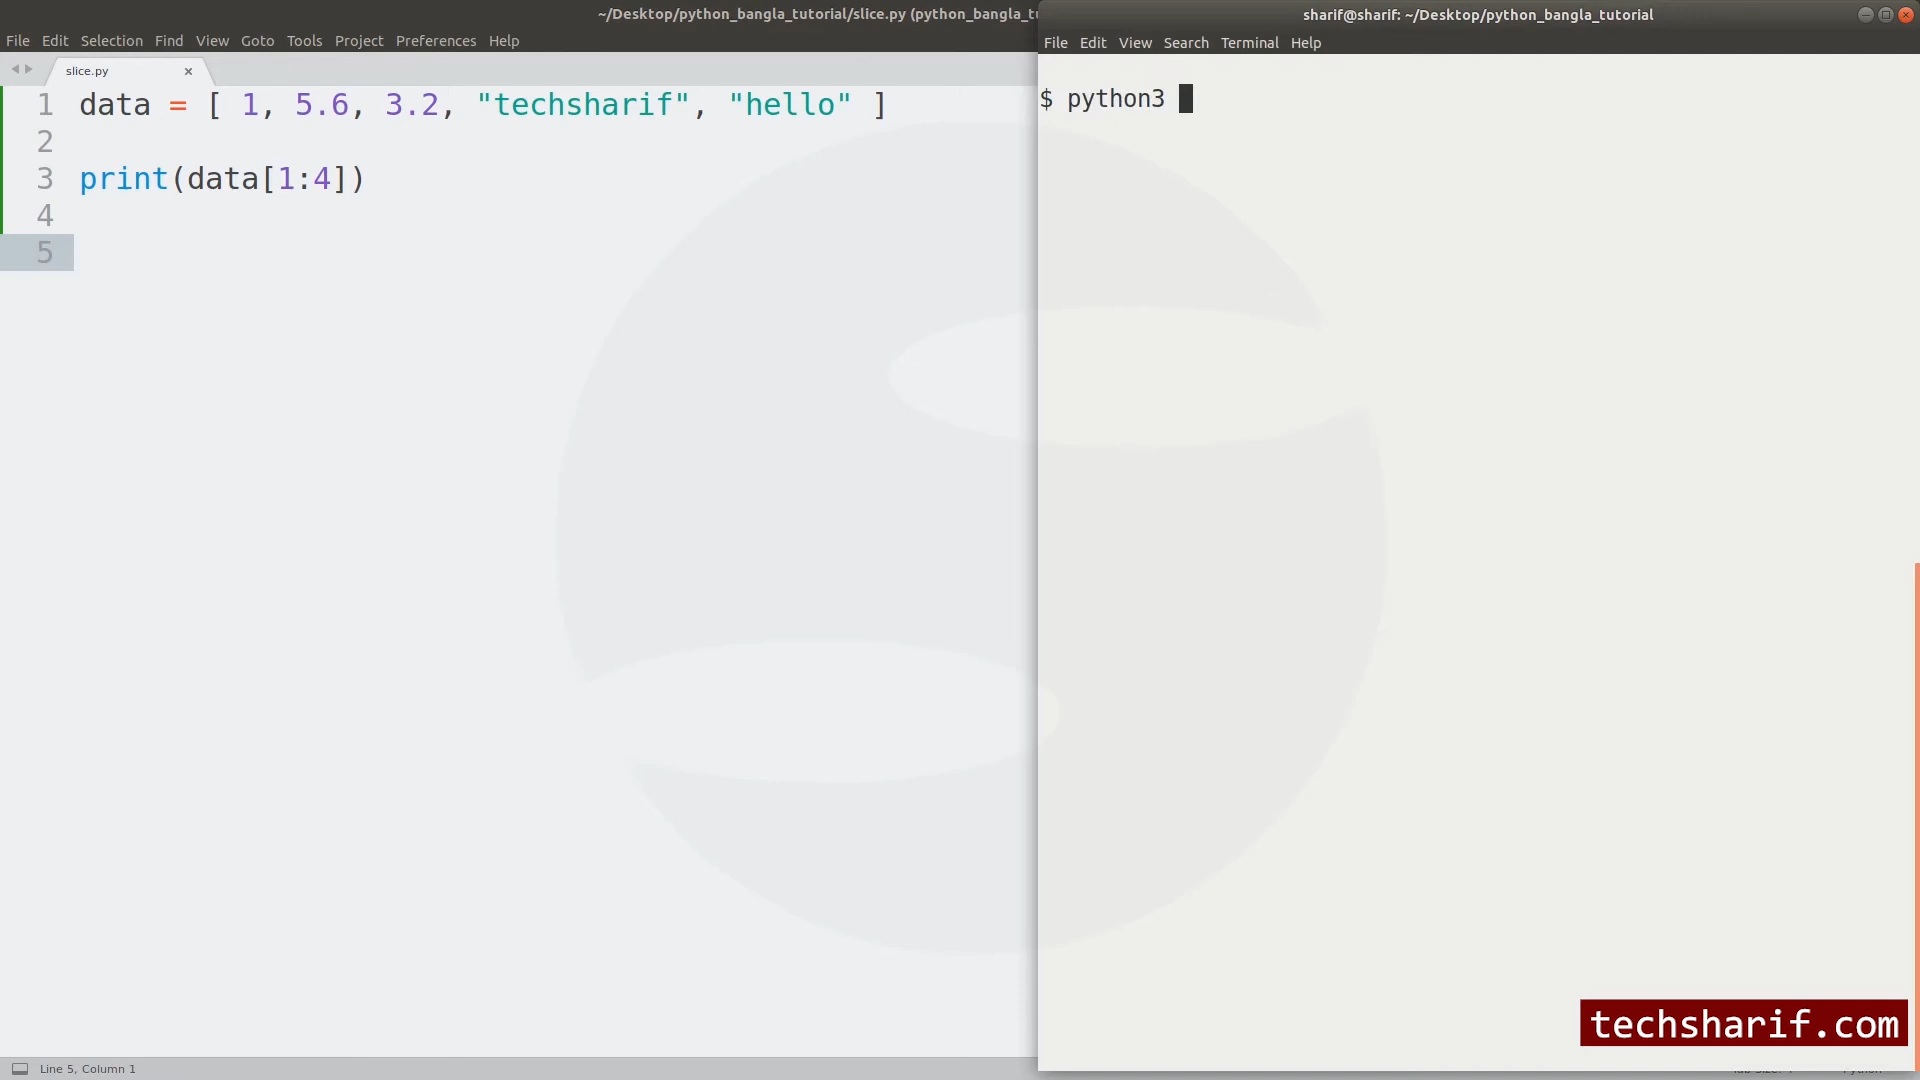 ~/Desktop/python_bangla_tutorial/slice.py (python_bangla_tu
File Edit Selection Find View Goto Tools Project Preferences Help
slice.py
1 data = [ 1, 5.6, 3.2, "techsharif", "hello" ]
2
3 print(data[1:4])
4
5
Line 5, Column 1
sharif@sharif: ~/Desktop/python_bangla_tutorial
File Edit View Search Terminal Help
$ python3
techsharif.com